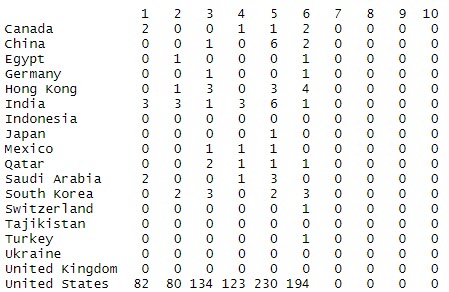 1 2 3 4 5 6 7 8 9 10
Canada 2 0 0 1 1 2 0 0 0 0
China 0 0 1 0 6 2 0 0 0 0
Egypt 0 1 0 0 0 1 0 0 0 0
Germany 0 0 1 0 0 1 0 0 0 0
Hong Kong 0 1 3 0 3 4 0 0 0 0
India 3 3 1 3 6 1 0 0 0 0
Indonesia 0 0 0 0 0 0 0 0 0 0
Japan 0 0 0 0 1 0 0 0 0 0
Mexico 0 0 1 1 1 0 0 0 0 0
Qatar 0 0 2 1 1 1 0 0 0 0
Saudi Arabia 2 0 0 1 3 0 0 0 0 0
South Korea 0 2 3 0 2 3 0 0 0 0
Switzerland 0 0 0 0 0 1 0 0 0 0
Tajikistan 0 0 0 0 0 0 0 0 0 0
Turkey 0 0 0 0 0 1 0 0 0 0
Ukraine 0 0 0 0 0 0 0 0 0 0
United Kingdom 0 0 0 0 0 0 0 0 0 0
United States 82 80 134 123 230 194 0 0 0 0